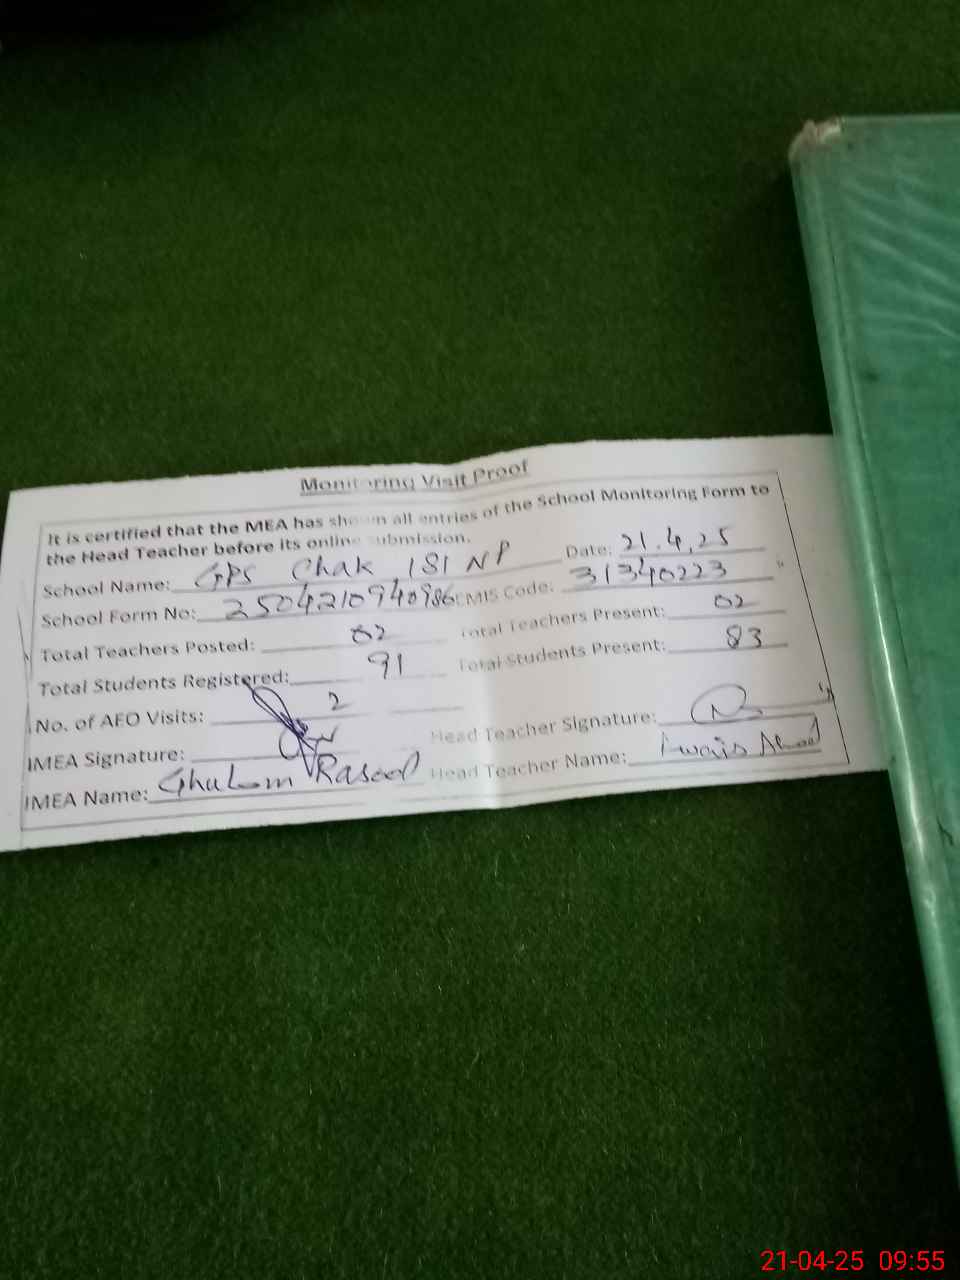 Monitoring Visit Proof
It is certified that the MEA has shown all entries of the School Monitoring Form to
the Head Teacher before its online submission.
School Name: GPS Chak 181 NP Date: 21.4.25
School Form No: 2504210940986 EMIS Code: 31340223
Total Teachers Posted: 02 Total Teachers Present: 02
Total Students Registered: 91 Total Students Present: 83
No. of AEO Visits: 2
IMEA Signature: Head Teacher Signature:
IMEA Name: Ghulam Rasool Head Teacher Name: Awais Ahmad
21-04-25 09:55